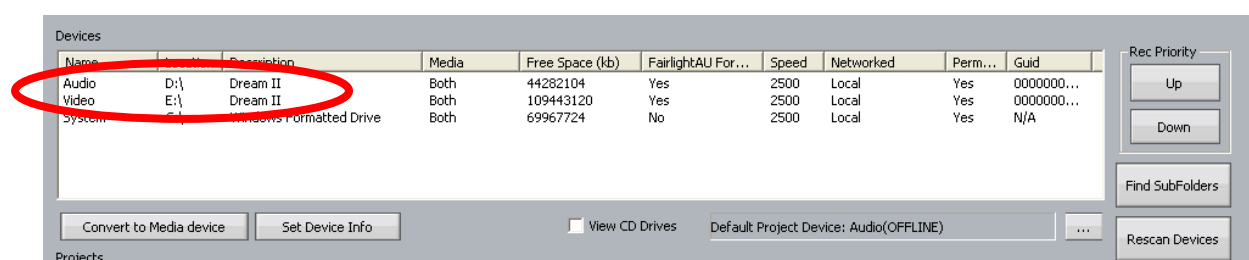 Devices
Name Location Description Media Free Space (kb) FairlightAU For... Speed Networked Perm... Guid
Audio D:\ Dream II Both 44282104 Yes 2500 Local Yes 0000000...
Video E:\ Dream II Both 109443120 Yes 2500 Local Yes 0000000...
System Windows Formatted Drive Both 69967724 No 2500 Local Yes N/A
Rec Priority
Up
Down
Find SubFolders
Convert to Media device Set Device Info View CD Drives Default Project Device: Audio(OFFLINE) ...
Rescan Devices
Projects